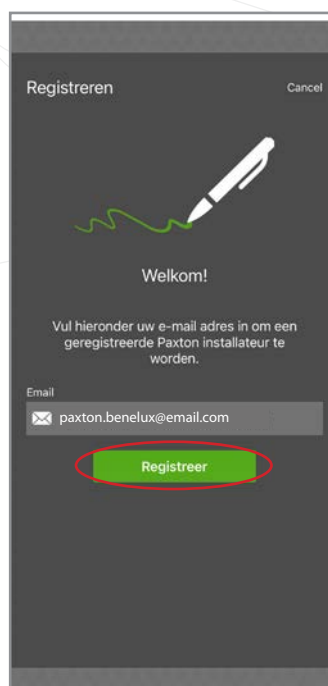 Registreren
Cancel
Welkom!
Vul hieronder uw e-mail adres in om een
geregistreerde Paxton installateur te
worden.
Email
paxton.benelux@email.com
Registreer